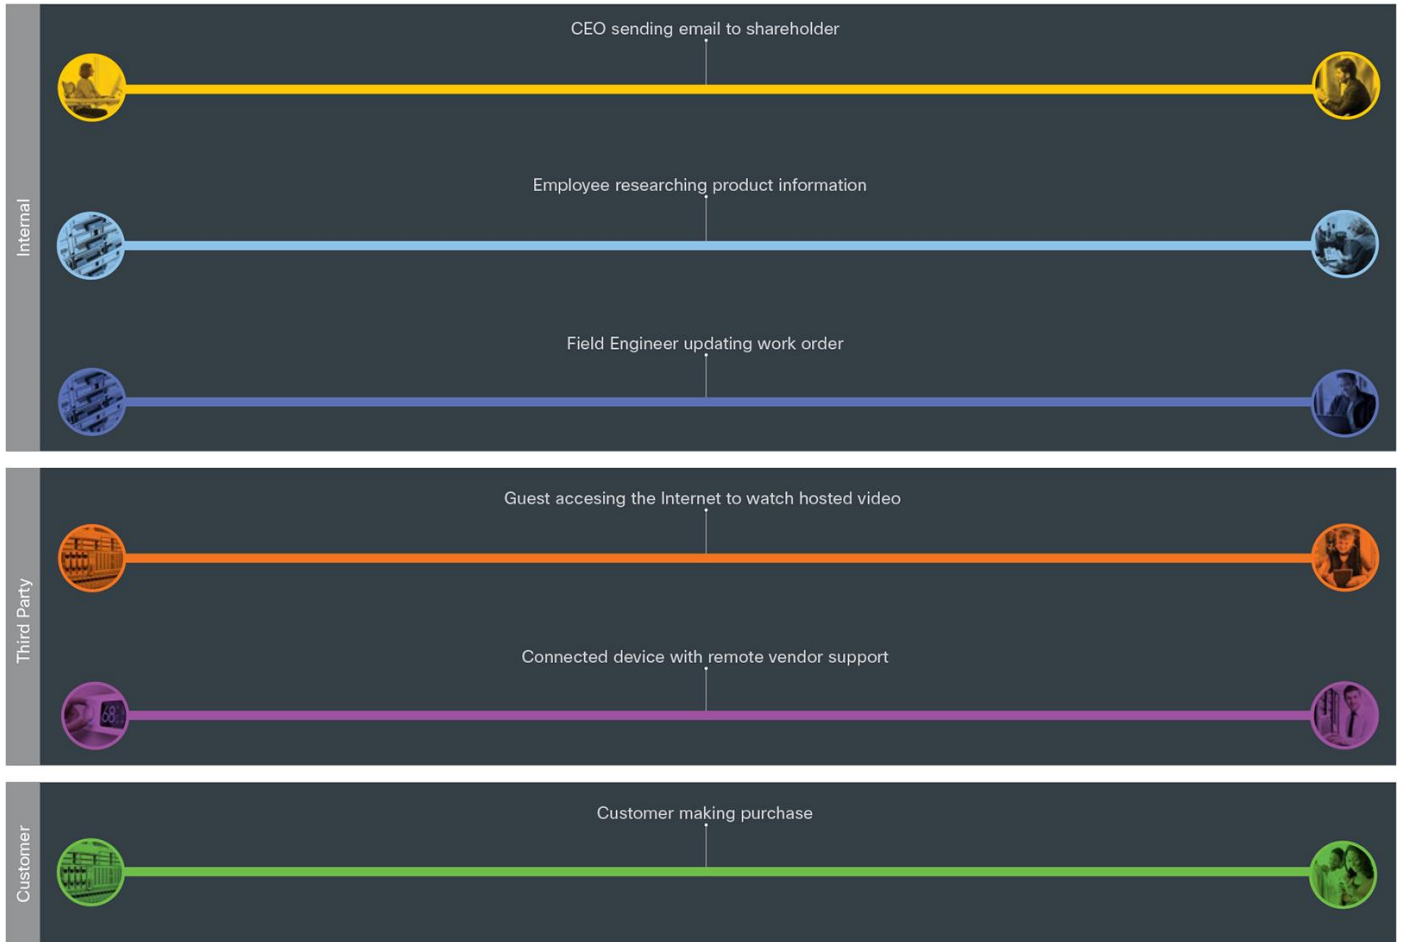 Internal
CEO sending email to shareholder
Employee researching product information
Field Engineer updating work order
Third Party
Guest accesing the Internet to watch hosted video
Connected device with remote vendor support
68
Customer
Customer making purchase